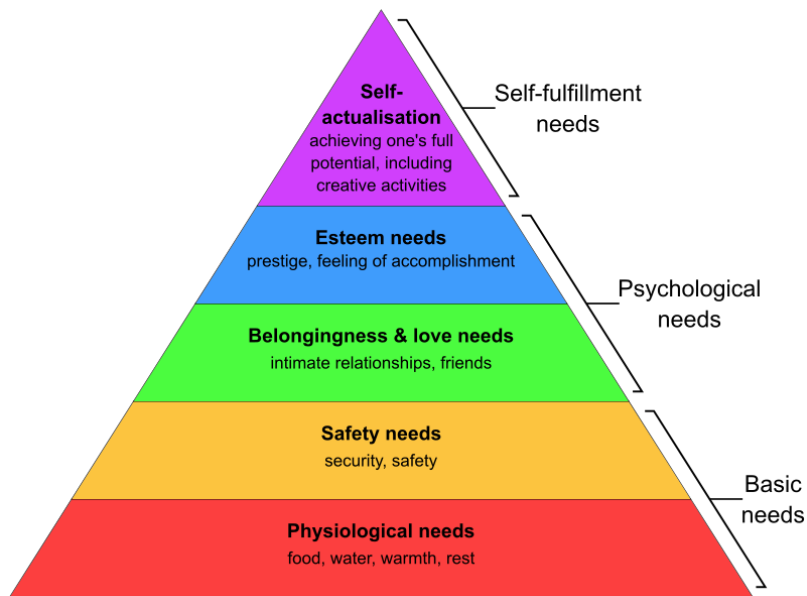 Self-
actualisation
achieving one's full
potential, including
creative activities
Self-fulfillment
needs
Esteem needs
prestige, feeling of accomplishment
Belongingness & love needs
intimate relationships, friends
Psychological
needs
Safety needs
security, safety
Physiological needs
food, water, warmth, rest
Basic
needs